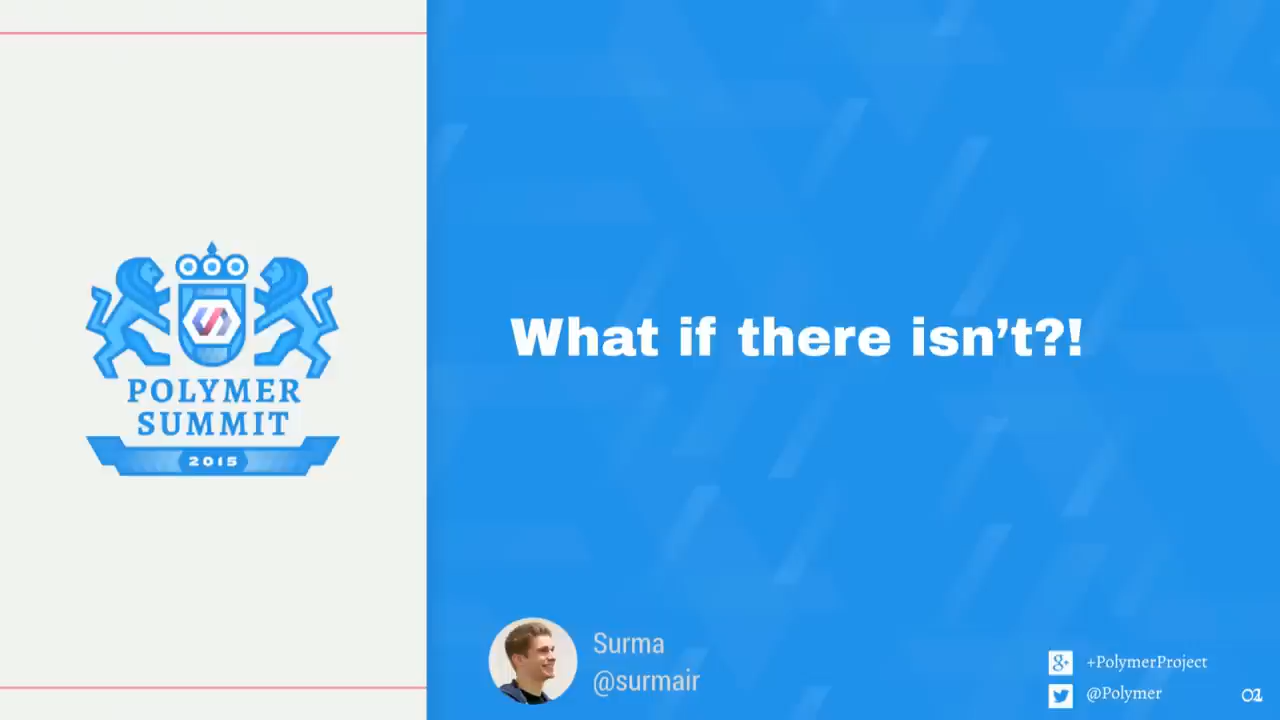 POLYMER
SUMMIT
2015
What if there isn't?!
Surma
@surmair
+PolymerProject
@Polymer